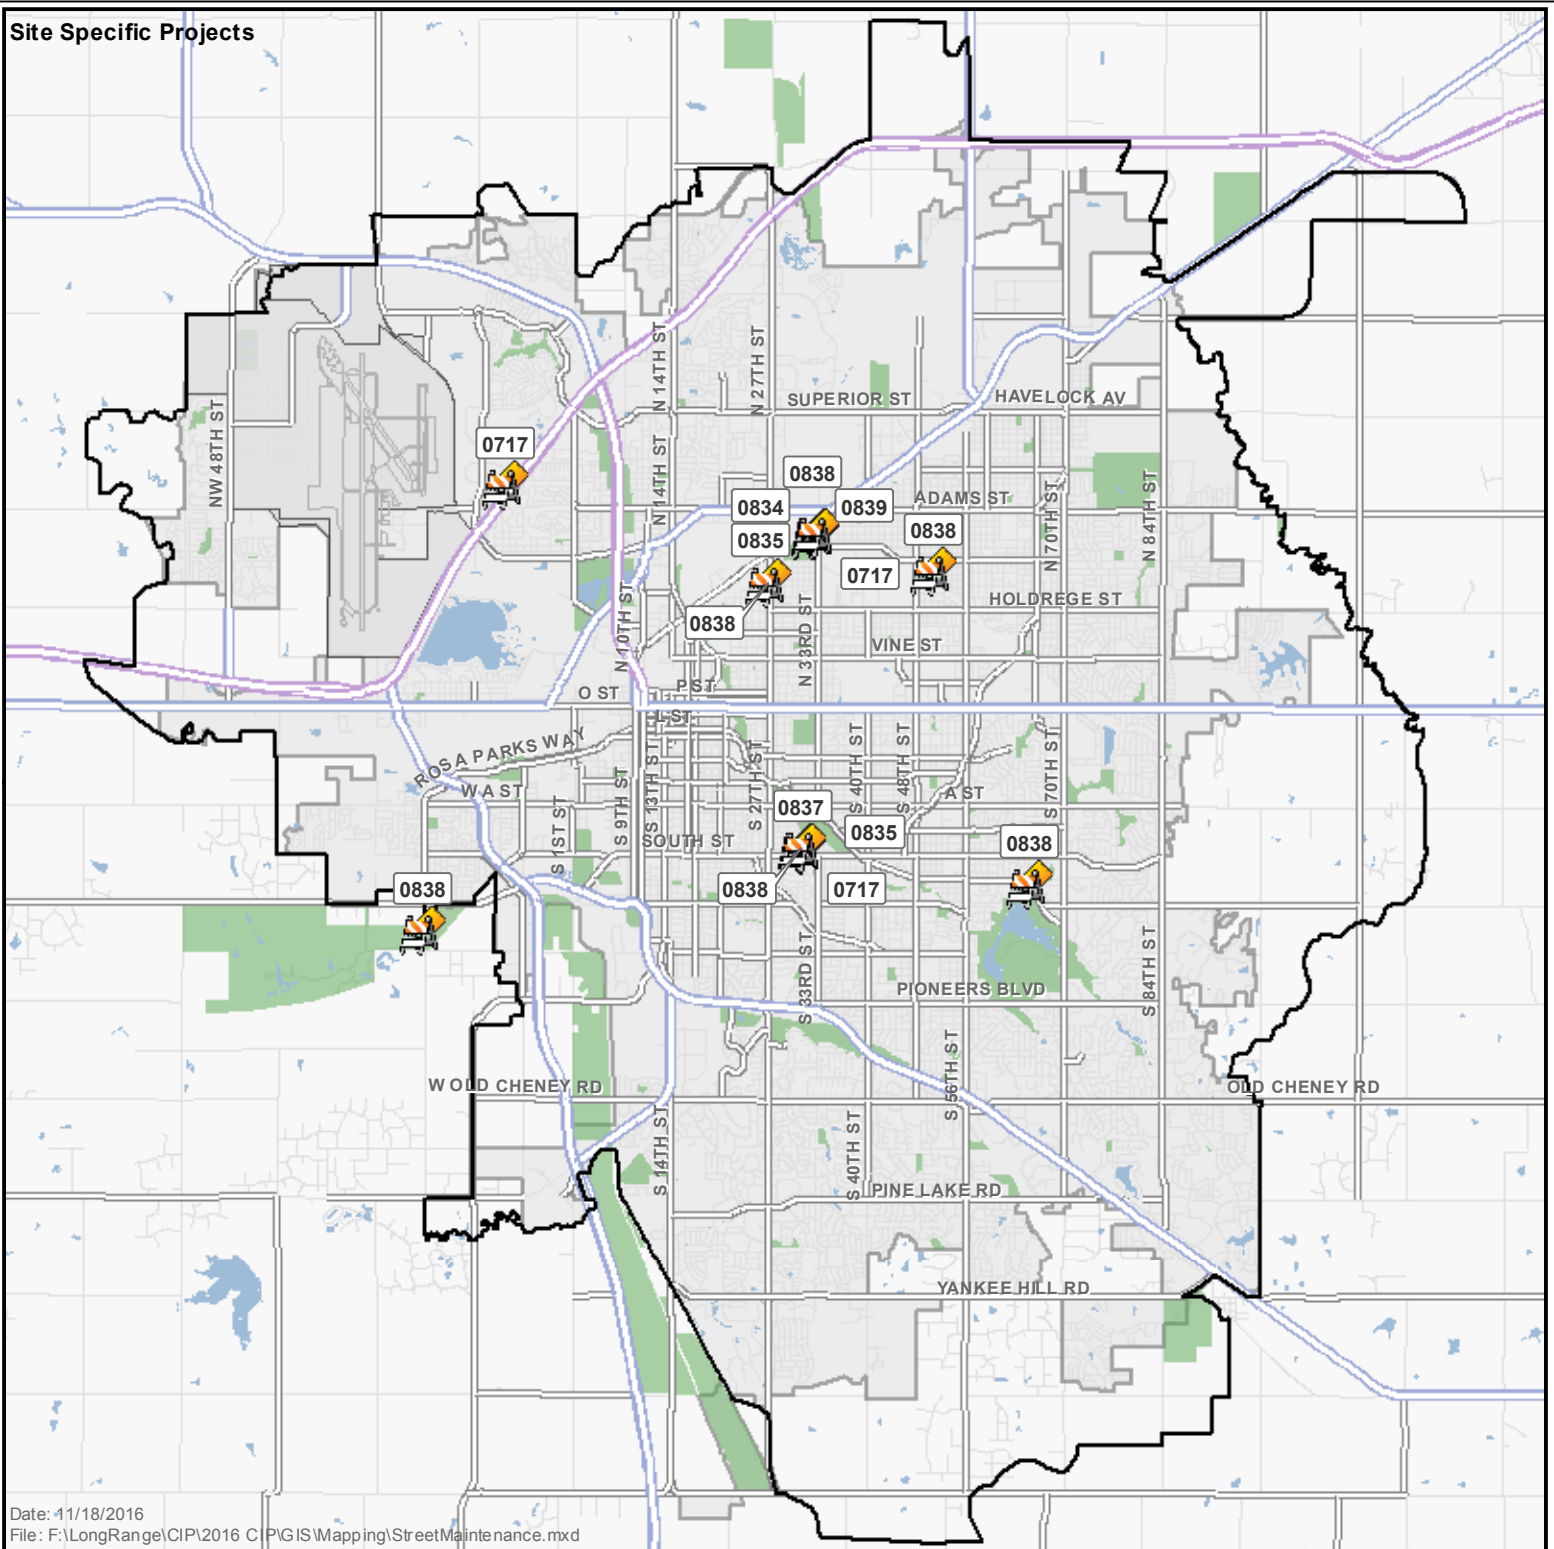 Site Specific Projects
N 14TH ST
N 27TH ST
SUPERIOR ST
HAVELOCK AV
NW 48TH ST
0717
N 14TH ST
0838
0834
0839
ADAMS ST
N 70TH ST
N 84TH ST
0835
0838
0717
HOLDREGE ST
0838
N 10TH ST
N 33RD ST
VINE ST
O ST
P ST
L ST
ROSA PARKS WAY
W A ST
S 1ST ST
S 9TH ST
S 13TH ST
S 27TH ST
S 40TH ST
S 48TH ST
A ST
S 70TH ST
0837
SOUTH ST
0835
0838
0838
0838
0717
S 33RD ST
PIONEERS BLVD
S 84TH ST
W OLD CHENEY RD
S 56TH ST
OLD CHENEY RD
S 14TH ST
S 40TH ST
PINE LAKE RD
YANKEE HILL RD
Date: 11/18/2016
File: F:\LongRange\CIP\2016 CIP\GIS\Mapping\StreetMaintenance.mxd